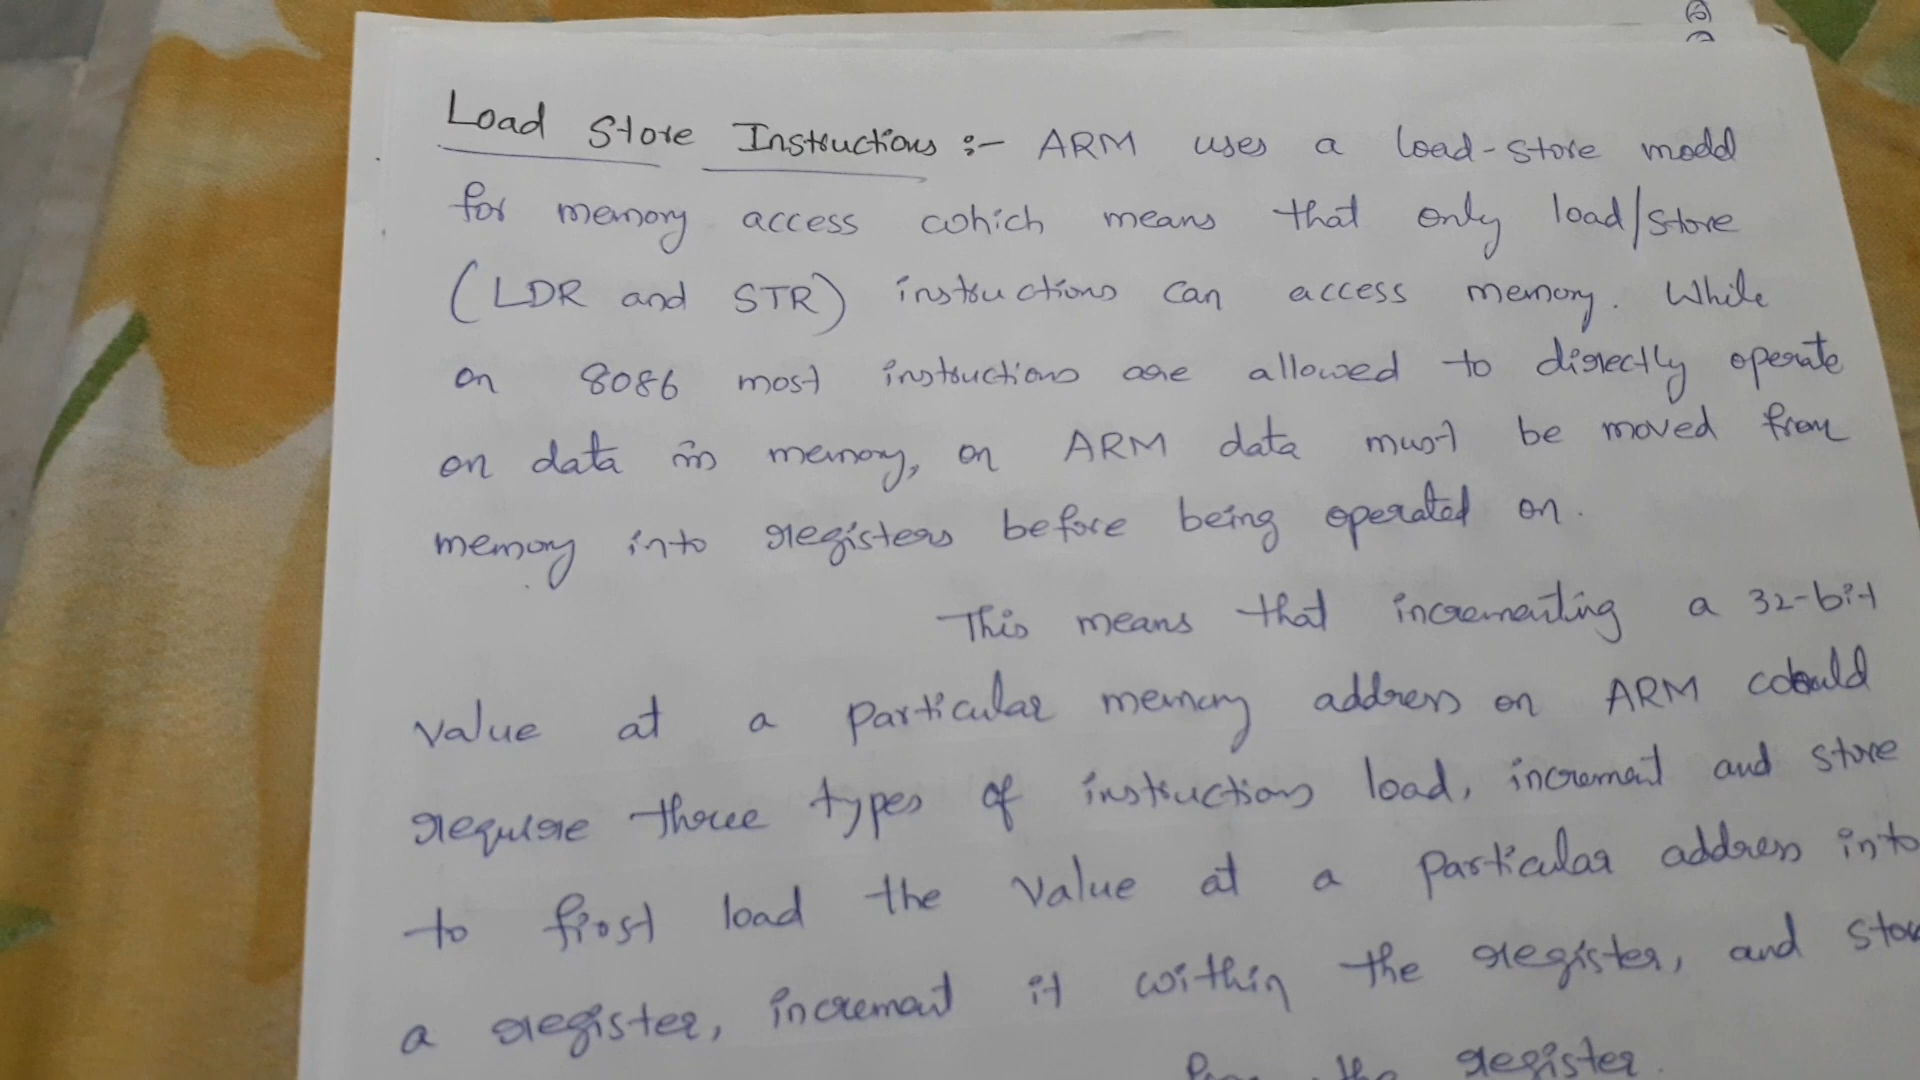 Load Store Instructions :- ARM uses a load-store model
for memory access which means that only load/store
(LDR and STR) instructions can access memory. While
on 8086 most instructions are allowed to directly operate
on data in memory, on ARM data must be moved from
memory into registers before being operated on.
This means that incrementing a 32-bit
value at a particular memory address on ARM could
require three types of instructions load, increment and store
to first load the value at a particular address into
a register, increment it within the register, and
the register.